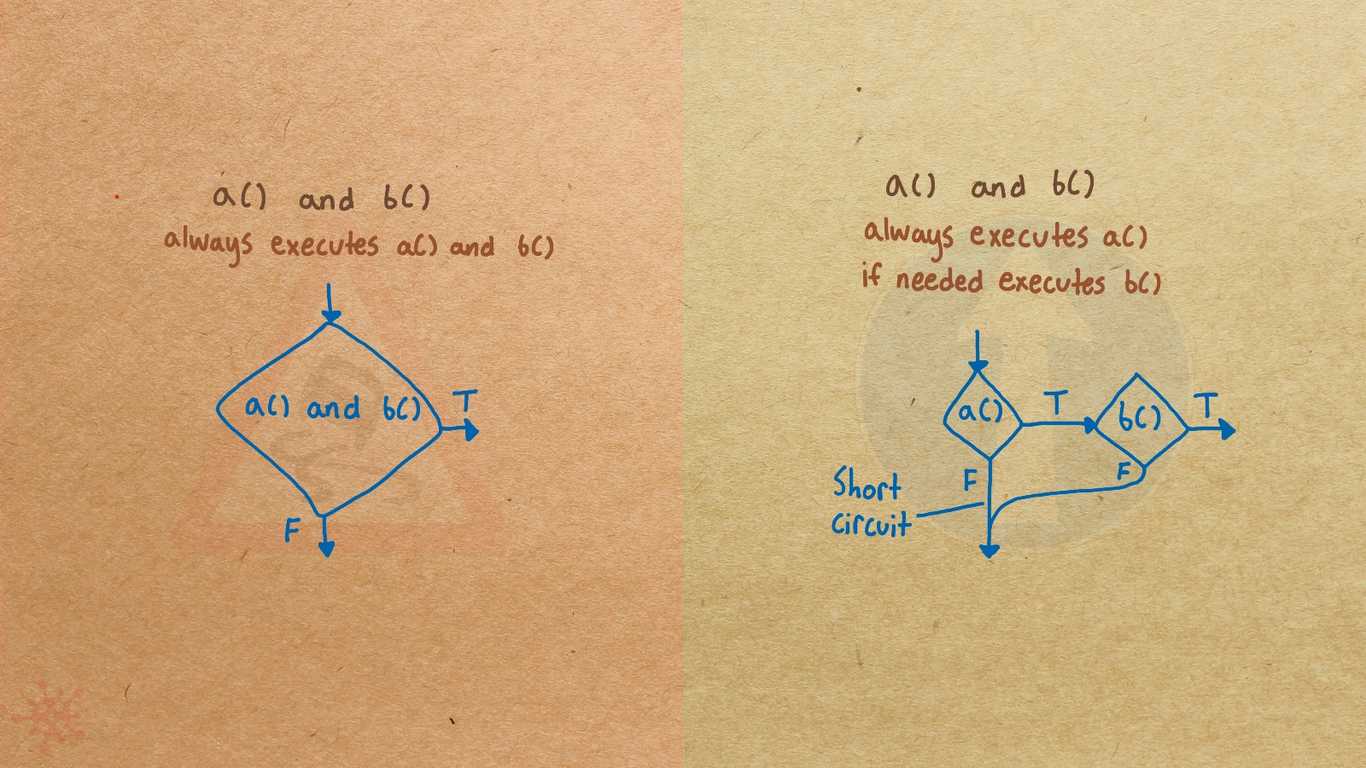 a() and b()
always executes a() and b()
a() and b()
T
F
a() and b()
always executes a()
if needed executes b()
a()
T
b()
T
F
F
Short
circuit